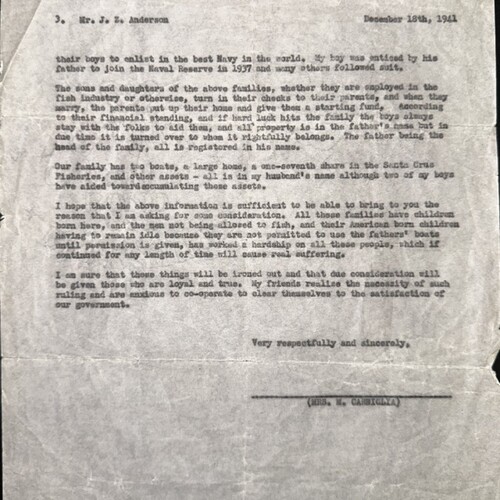 3. Mr. J. Z. Anderson December 18th, 1941
their boys to enlist in the best Navy in the world. My boy was enticed by his
father to join the Naval Reserve in 1937 and many others followed suit.
The sons and daughters of the above families, whether they are employed in the
fish industry or otherwise, turn in their checks to their parents, and when they
marry, the parents put up their home and give them a starting fund, according
to their financial standing, and if hard luck hits the family the boys always
stay with the folks to aid them, and all property is in the father's name but in
due time it is turned over to whom it rightfully belongs. The father being the
head of the family, all is registered in his name.
Our family has two boats, a large home, a one-seventh share in the Santa Cruz
Fisheries, and other assets - all is in my husband's name although two of my boys
have aided toward accumulating these assets.
I hope that the above information is sufficient to be able to bring to you the
reason that I am asking for some consideration. All these families have children
born here, and the men not being allowed to fish, and their American born children
having to remain idle because they are not permitted to use the fathers' boats
until permission is given, has worked a hardship on all these people, which if
continued for any length of time will cause real suffering.
I am sure that these things will be ironed out and that due consideration will
be given those who are loyal and true. My friends realize the necessity of such
ruling and are anxious to co-operate to clear themselves to the satisfaction of
our government.
Very respectfully and sincerely,
(MRS. M. CANEGLIA)